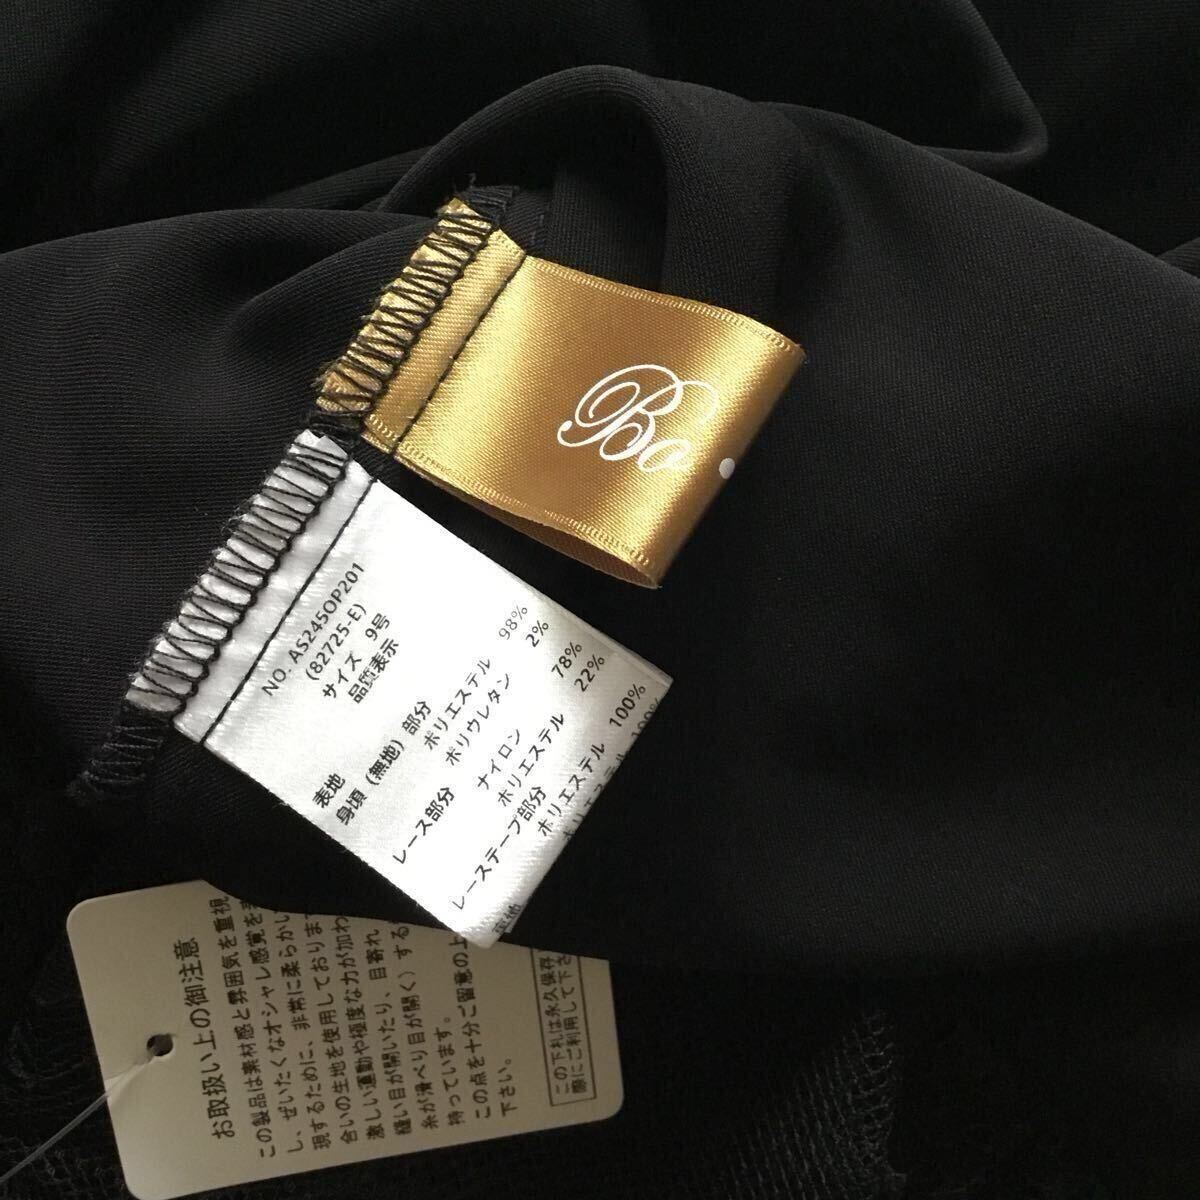 Bo
NO. AS245OP201
(82725-E)
サイズ 9号
品質表示
表地
身頃(無地)部分
ポリエステル 98%
ポリウレタン 2%
レース部分
ナイロン 78%
ポリエステル 22%
レーステープ部分
ポリエステル 100%
お取扱い上の御注意
この製品は素材感と雰囲気を重視
し、ぜいたくなオシャレ感覚を表
現するために、非常に柔らかい
合いの生地を使用しております
激しい運動や極度な力が加わ
縫い目が開いたり、目寄れ
糸が滑べり目が開く)する
持っています。
この点を十分ご留意の上
下さい。
この下札は永久保存
際にご利用して下さ